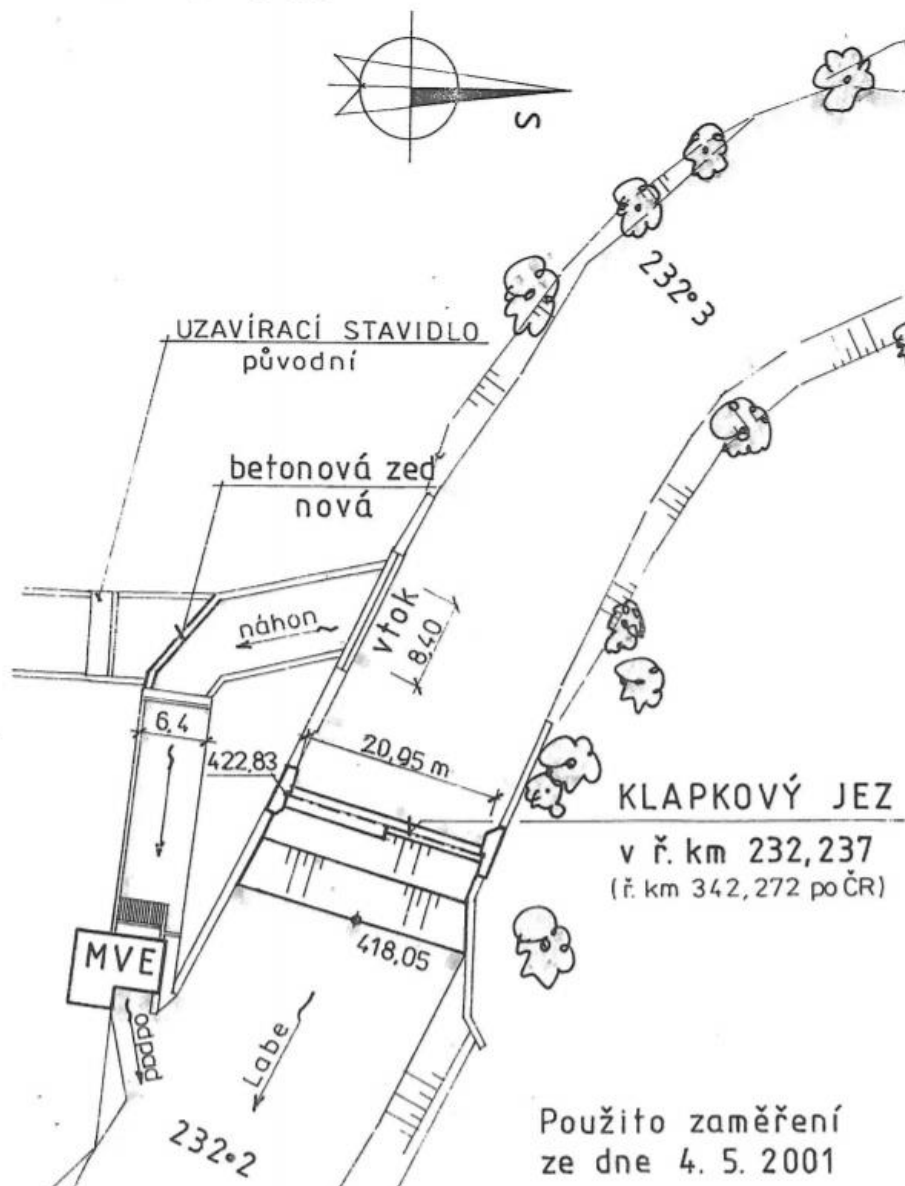 S
232•3
UZAVÍRACÍ STAVIDLO
původní
betonová zed
nová
náhon
vtok
8,40
6,4
422,83
20,95 m
KLAPKOVÝ JEZ
v ř. km 232,237
(ř. km 342,272 po ČR)
418,05
MVE
odpad
Labe
232•2
Použito zaměření
ze dne 4. 5. 2001